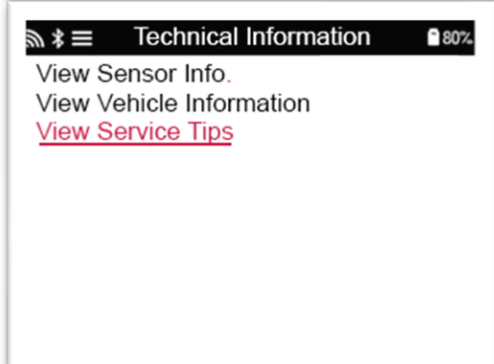 Technical Information 80%
View Sensor Info.
View Vehicle Information
View Service Tips